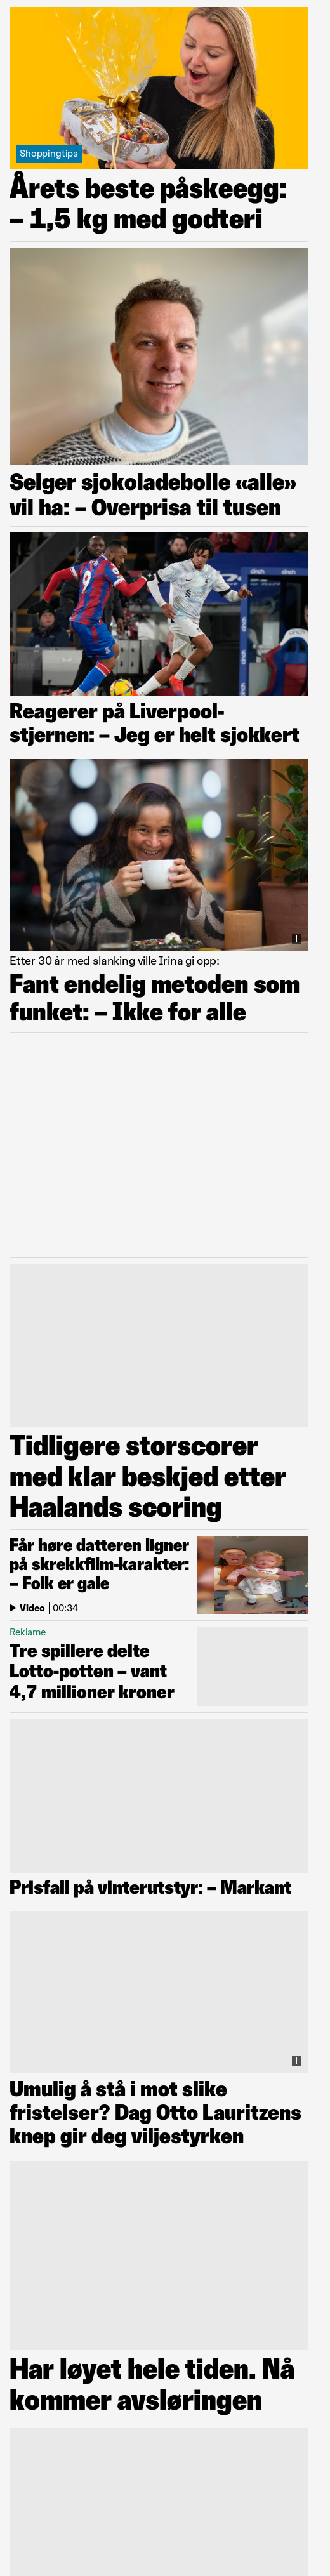 Shoppingtips
Årets beste påskeegg:
– 1,5 kg med godteri
Selger sjokoladebolle «alle»
vil ha: – Overprisa til tusen
cinch
cinch
Reagerer på Liverpool-
stjernen: – Jeg er helt sjokkert
Etter 30 år med slanking ville Irina gi opp:
Fant endelig metoden som
funket: – Ikke for alle
Tidligere storscorer
med klar beskjed etter
Haalands scoring
Får høre datteren ligner
på skrekkfilm-karakter:
– Folk er gale
Video | 00:34
Reklame
Tre spillere delte
Lotto-potten – vant
4,7 millioner kroner
Prisfall på vinterutstyr: – Markant
Umulig å stå i mot slike
fristelser? Dag Otto Lauritzens
knep gir deg viljestyrken
Har løyet hele tiden. Nå
kommer avsløringen